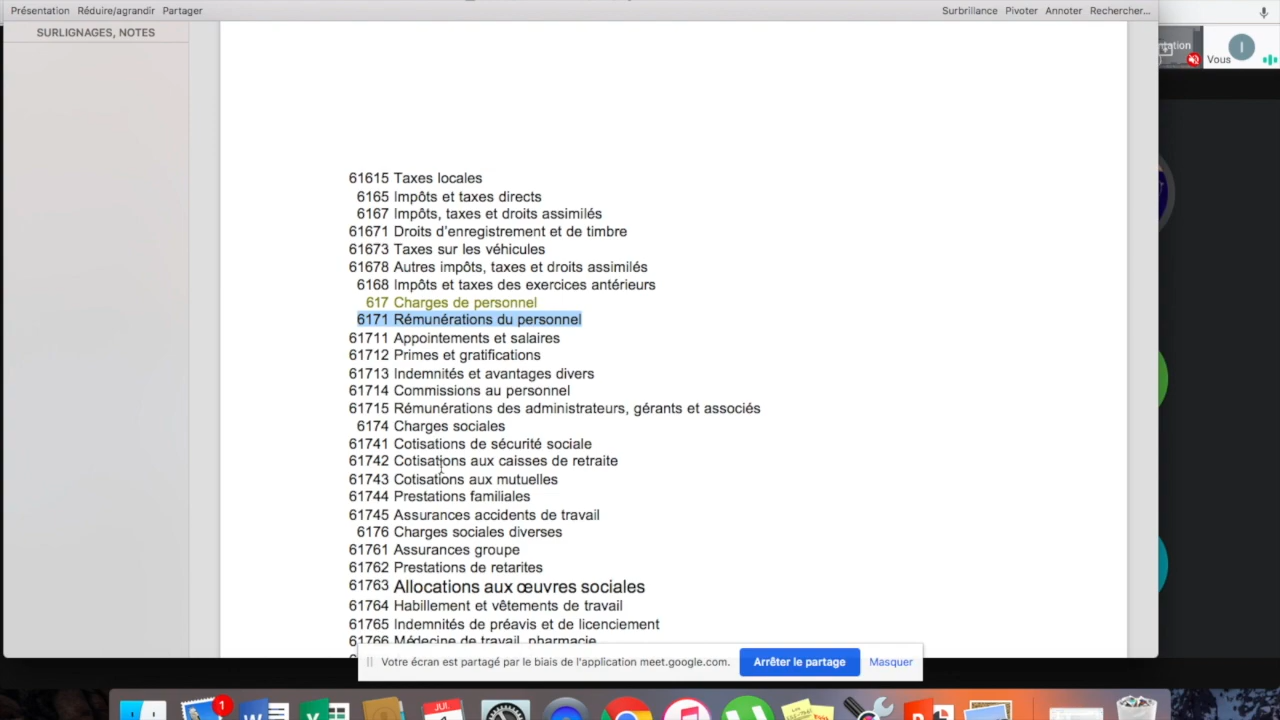 Présentation Réduire/agrandir Partager
Surbrillance Pivoter Annoter Rechercher...
SURLIGNAGES, NOTES
ntation
I
Vous
61615 Taxes locales
6165 Impôts et taxes directs
6167 Impôts, taxes et droits assimilés
61671 Droits d'enregistrement et de timbre
61673 Taxes sur les véhicules
61678 Autres impôts, taxes et droits assimilés
6168 Impôts et taxes des exercices antérieurs
617 Charges de personnel
6171 Rémunérations du personnel
61711 Appointements et salaires
61712 Primes et gratifications
61713 Indemnités et avantages divers
61714 Commissions au personnel
61715 Rémunérations des administrateurs, gérants et associés
6174 Charges sociales
61741 Cotisations de sécurité sociale
61742 Cotisations aux caisses de retraite
61743 Cotisations aux mutuelles
61744 Prestations familiales
61745 Assurances accidents de travail
6176 Charges sociales diverses
61761 Assurances groupe
61762 Prestations de retarites
61763 Allocations aux œuvres sociales
61764 Habillement et vêtements de travail
61765 Indemnités de préavis et de licenciement
61766 Médecine de travail, pharmacie
Votre écran est partagé par le biais de l'application meet.google.com.
Arrêter le partage
Masquer
1
JUI.